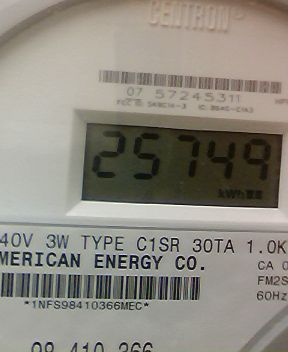 CENTRON®
07 57245311
25749
kWh
40V 3W TYPE C1SR 30TA 1.0K
MERICAN ENERGY CO.
CA 0
FM2S
60Hz
*1NFS98410366MEC*
98 410 366